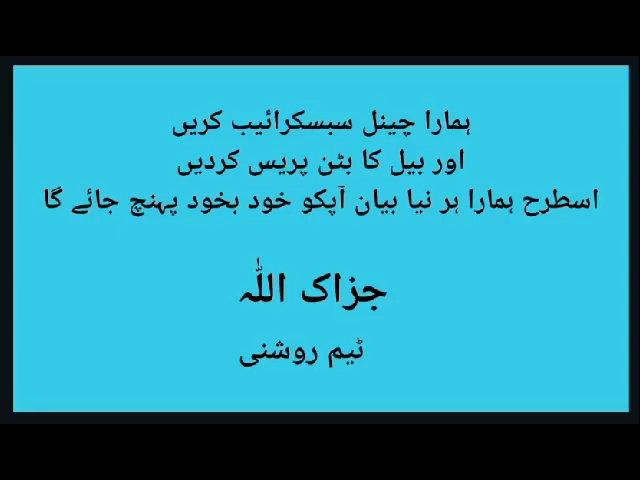 ہمارا چینل سبسکرائیب کریں
اور بیل کا بٹن پریس کردیں
اسطرح ہمارا ہر نیا بیان آپکو خود بخود پہنچ جائے گا
جزاک اللّٰہ
ٹیم روشنی